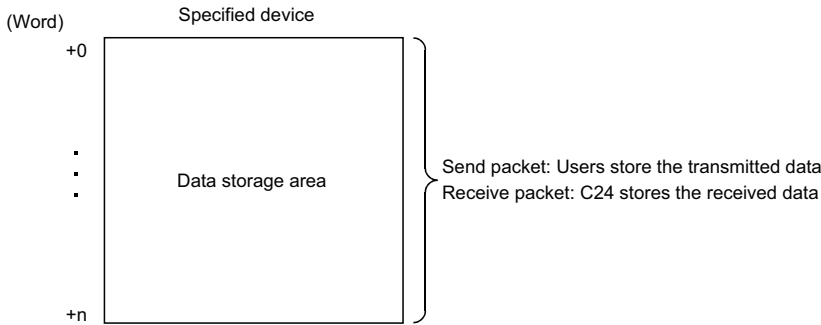 Specified device
(Word)
+0
Data storage area
Send packet: Users store the transmitted data
Receive packet: C24 stores the received data
+n